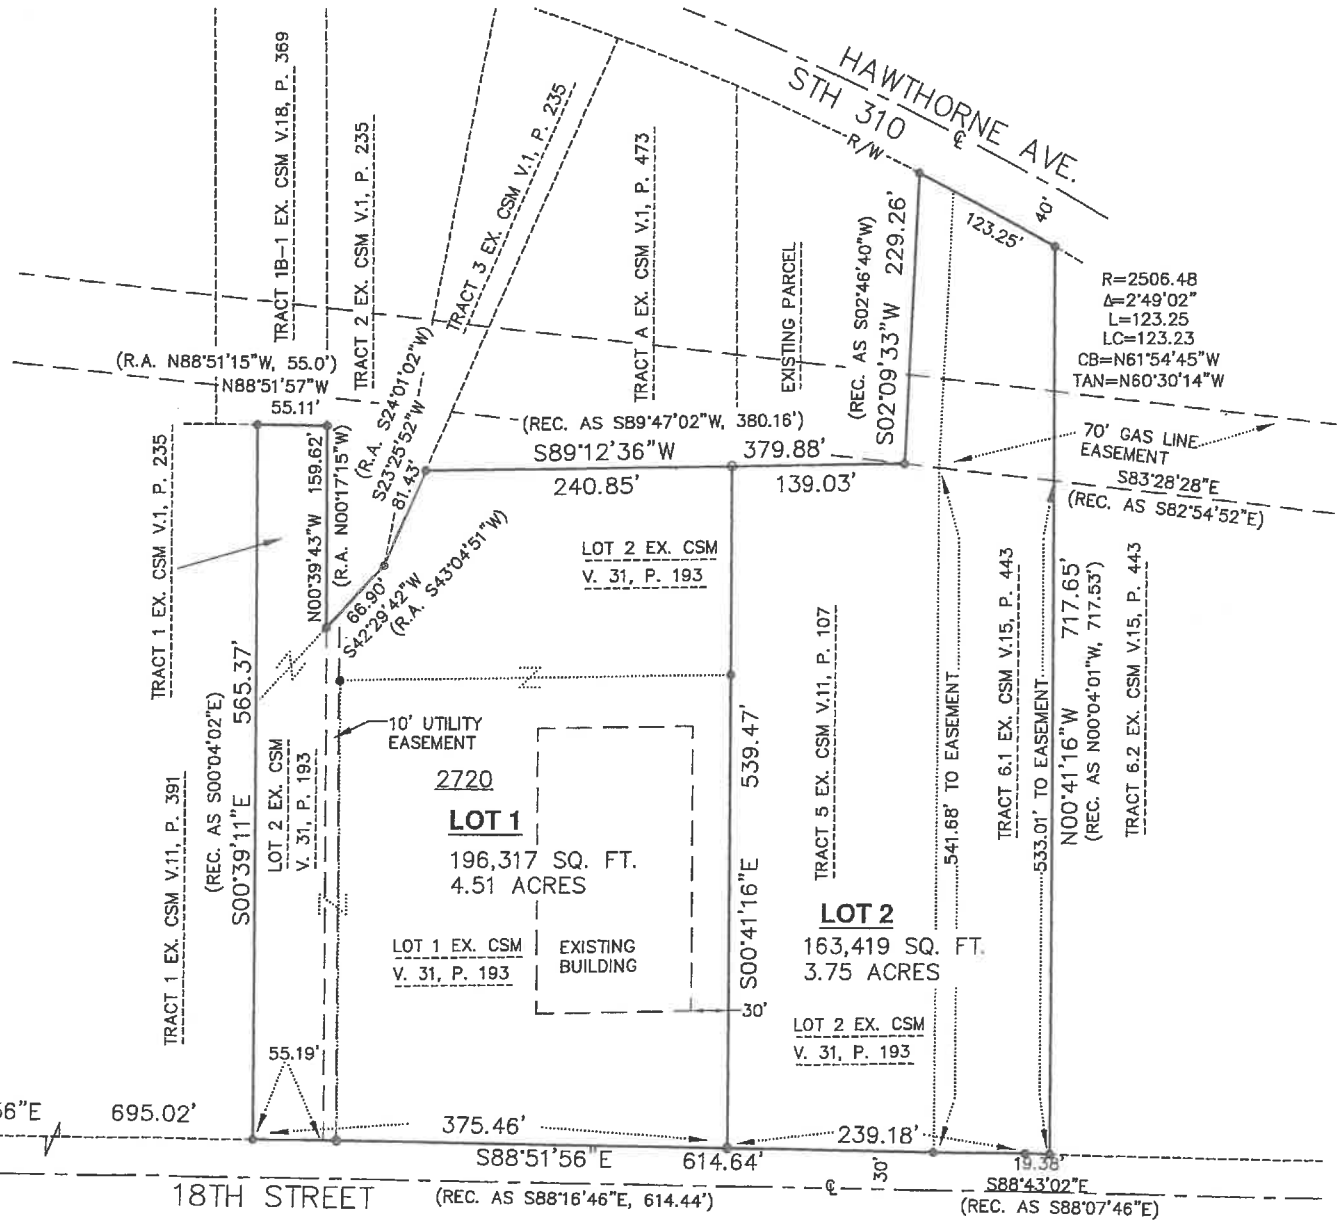 HAWTHORNE AVE.
STH 310
℄
R/W
40'
123.25'
TRACT 1B-1 EX. CSM V.18, P. 369
TRACT 2 EX. CSM V.1, P. 235
TRACT 3 EX. CSM V.1, P. 235
TRACT A EX. CSM V.1, P. 473
EXISTING PARCEL
(REC. AS S02°46'40"W)
S02°09'33"W 229.26'
R=2506.48
Δ=2°49'02"
L=123.25
LC=123.23
CB=N61°54'45"W
TAN=N60°30'14"W
(R.A. N88°51'15"W, 55.0')
N88°51'57"W
55.11'
(R.A. S24°01'02"W)
S23°25'52"W
81.43'
(REC. AS S89°47'02"W, 380.16')
S89°12'36"W 379.88'
240.85'
139.03'
70' GAS LINE
EASEMENT
S83°28'28"E
(REC. AS S82°54'52"E)
TRACT 1 EX. CSM V.1, P. 235
N00°39'43"W 159.62'
(R.A. N00°17'15"W)
66.90'
S42°29'42"W
(R.A. S43°04'51"W)
LOT 2 EX. CSM
V. 31, P. 193
(REC. AS S00°04'02"E)
S00°39'11"E 565.37'
LOT 2 EX. CSM
V. 31, P. 193
10' UTILITY
EASEMENT
2720
LOT 1
196,317 SQ. FT.
4.51 ACRES
LOT 1 EX. CSM
V. 31, P. 193
EXISTING
BUILDING
30'
S00°41'16"E 539.47'
TRACT 5 EX. CSM V.11, P. 107
541.68' TO EASEMENT
TRACT 6.1 EX. CSM V.15, P. 443
533.01' TO EASEMENT
N00°41'16"W 717.65'
(REC. AS N00°04'01"W, 717.53')
TRACT 6.2 EX. CSM V.15, P. 443
LOT 2
163,419 SQ. FT.
3.75 ACRES
LOT 2 EX. CSM
V. 31, P. 193
TRACT 1 EX. CSM V.11, P. 391
55.19'
56"E 695.02'
375.46'
239.18'
19.38'
S88°51'56"E 614.64'
30'
S88°43'02"E
18TH STREET
(REC. AS S88°16'46"E, 614.44')
℄
(REC. AS S88°07'46"E)